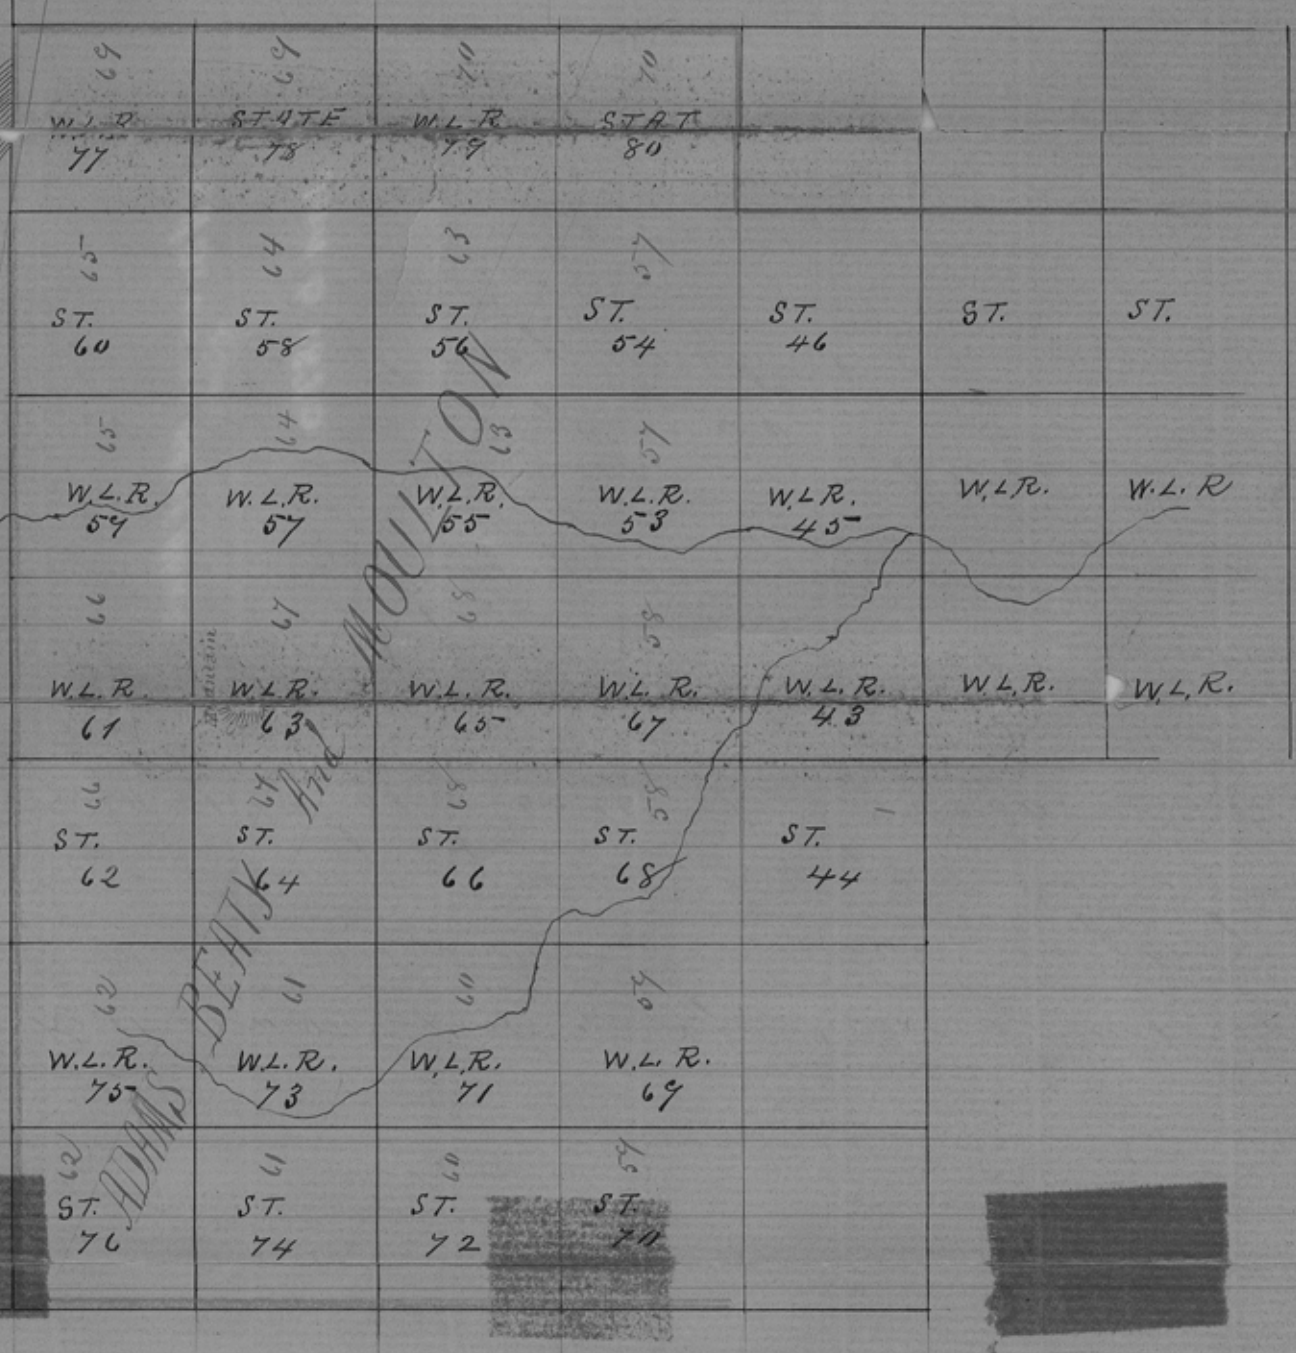 69 69 70 70
W.L.R. STATE W.L.R. STAT
77 78 79 80
65 64 63 57
ST. ST. ST. ST. ST. ST. ST.
60 58 56 54 46
65 64 63 57
W.L.R. W.L.R. W.L.R. W.L.R. W.L.R. W.L.R. W.L.R
59 57 55 53 45
66 67 68 58
W.L.R. W.L.R. W.L.R. W.L.R. W.L.R. W.L.R. W.L.R.
61 63 65 67 43
66 67 68 58
ST. ST. ST. ST. ST.
62 64 66 68 44
62 61 60 59
W.L.R. W.L.R. W.L.R. W.L.R.
75 73 71 69
62 61 60 59
ST. ST. ST. ST.
76 74 72 70
ADAMS BEATY And MOULTON